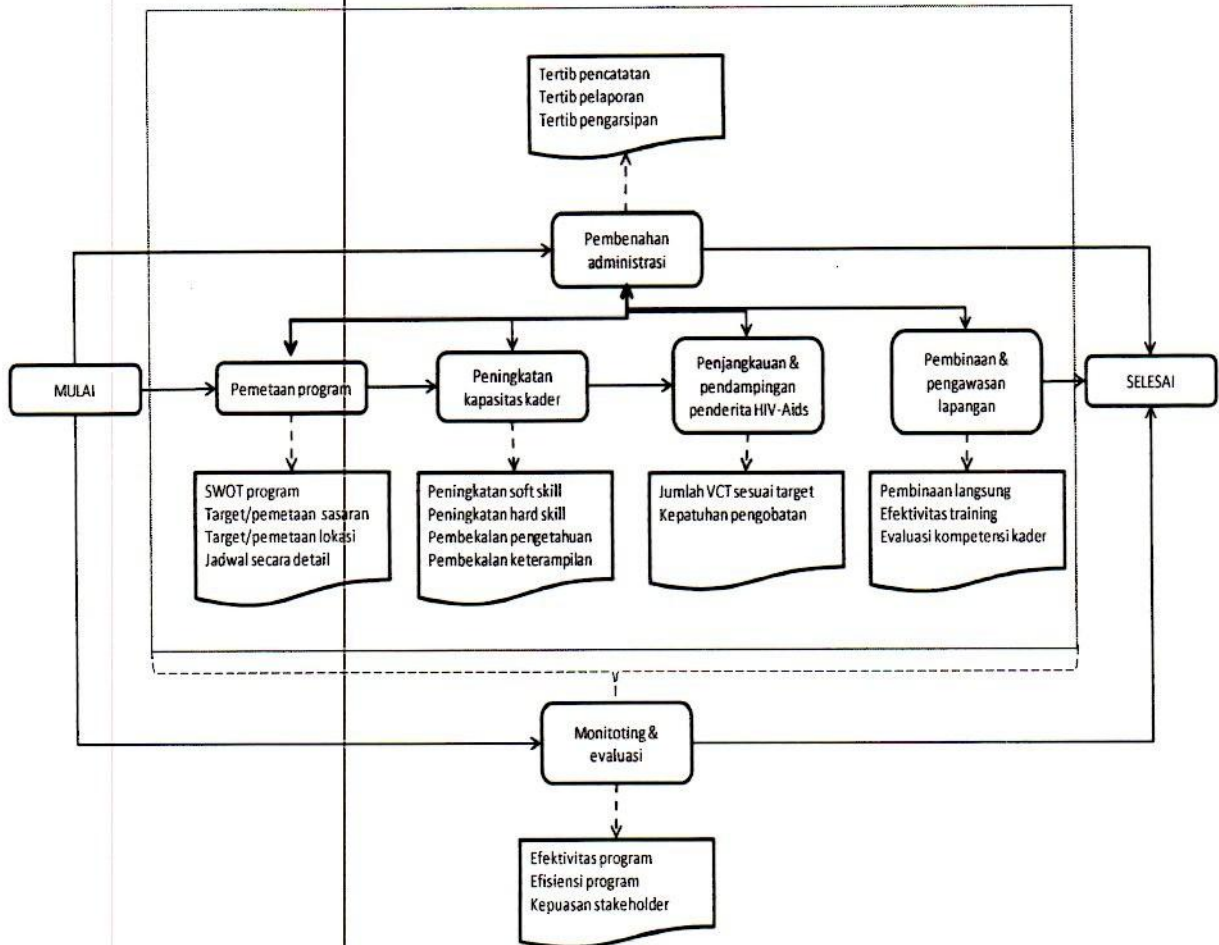 Tertib pencatatan
Tertib pelaporan
Tertib pengarsipan
Pembenahan
administrasi
MULAI
Pemetaan program
Peningkatan
kapasitas kader
Penjangkauan &
pendampingan
penderita HIV-Aids
Pembinaan &
pengawasan
lapangan
SELESAI
SWOT program
Target/pemetaan sasaran
Target/pemetaan lokasi
Jadwal secara detail
Peningkatan soft skill
Peningkatan hard skill
Pembekalan pengetahuan
Pembekalan keterampilan
Jumlah VCT sesuai target
Kepatuhan pengobatan
Pembinaan langsung
Efektivitas training
Evaluasi kompetensi kader
Monitoting &
evaluasi
Efektivitas program
Efisiensi program
Kepuasan stakeholder